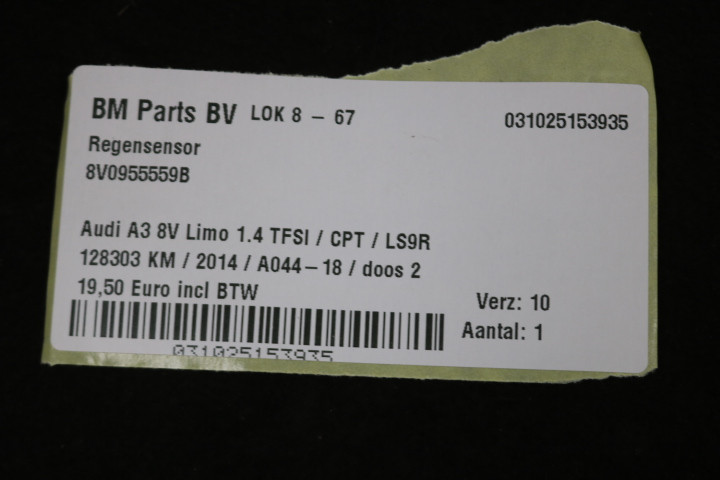 BM Parts BV LOK 8 - 67 031025153935
Regensensor
8V0955559B
Audi A3 8V Limo 1.4 TFSI / CPT / LS9R
128303 KM / 2014 / A044-18 / doos 2
19,50 Euro incl BTW
Verz: 10
Aantal: 1
031025153935